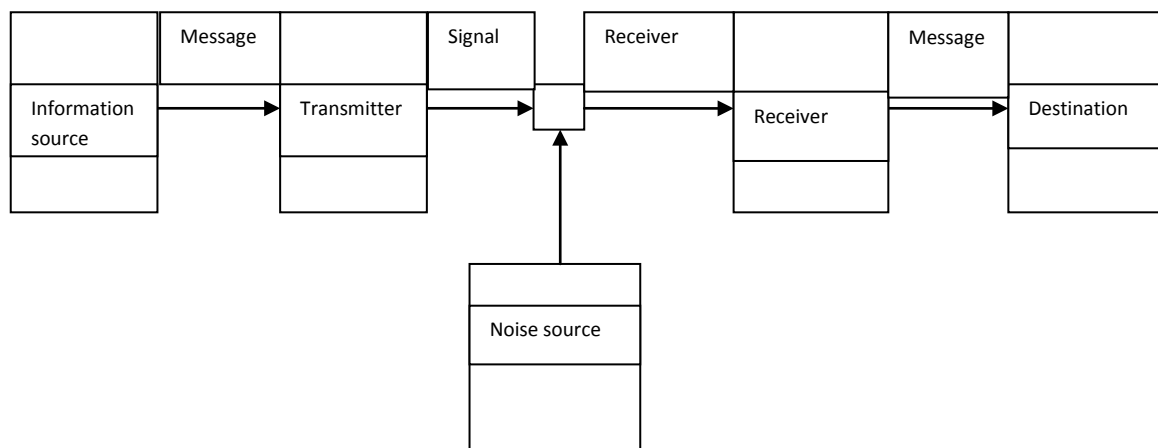 Message
Signal
Receiver
Message
Information
source
Transmitter
Receiver
Destination
Noise source